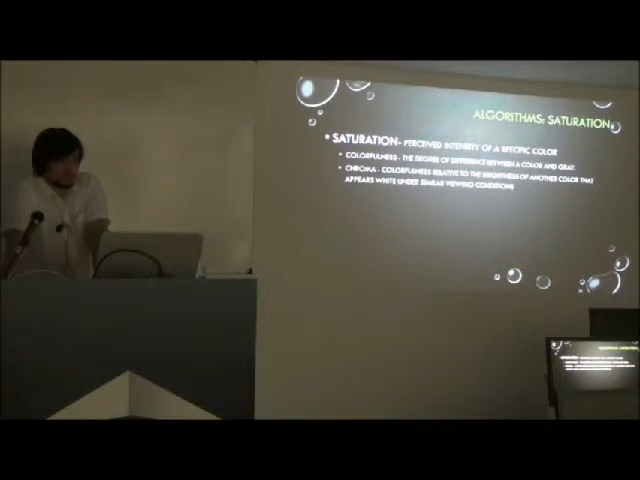 ALGORITHMS: SATURATION
• SATURATION- PERCEIVED INTENSITY OF A SPECIFIC COLOR
• COLORFULNESS - THE DEGREE OF DIFFERENCE BETWEEN A COLOR AND GRAY.
• CHROMA - COLORFULNESS RELATIVE TO THE BRIGHTNESS OF ANOTHER COLOR THAT
APPEARS WHITE UNDER SIMILAR VIEWING CONDITIONS